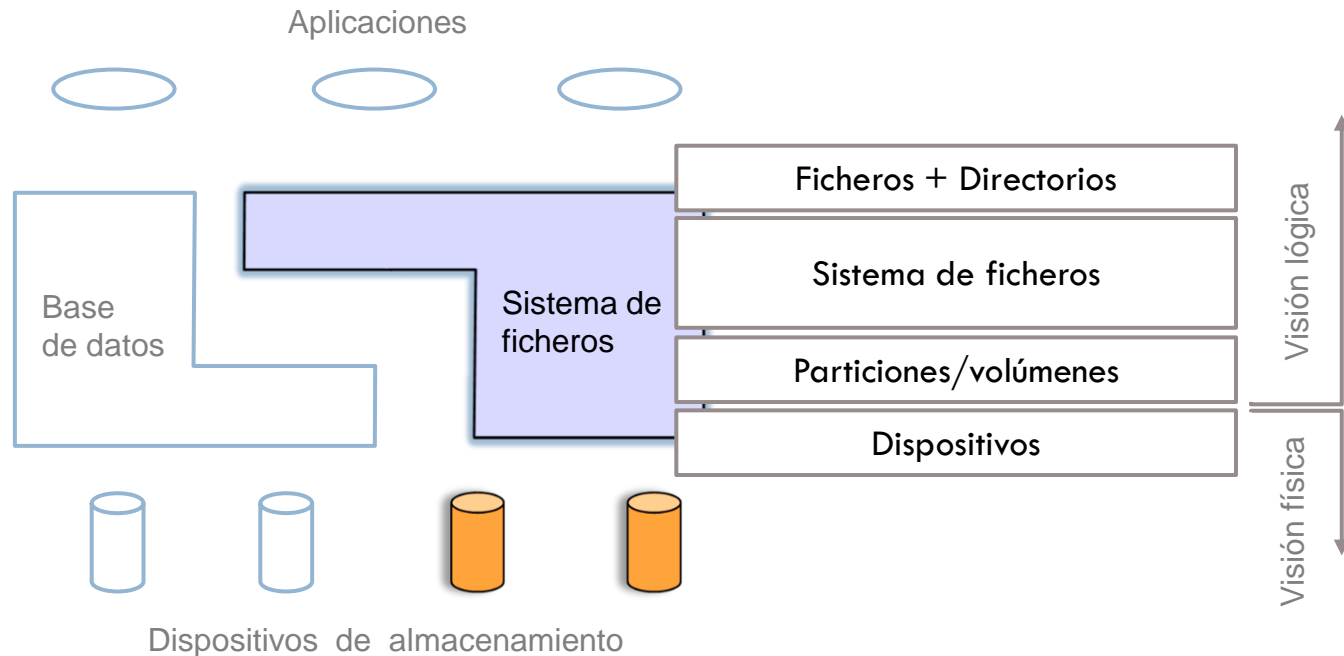 Aplicaciones
Ficheros + Directorios
Sistema de ficheros
Particiones/volúmenes
Dispositivos
Visión lógica
Visión física
Base
de datos
Sistema de
ficheros
Dispositivos de almacenamiento